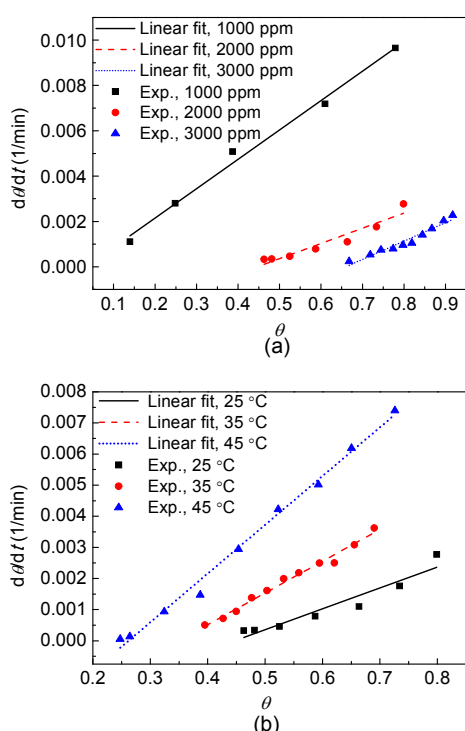 0.010
0.008
0.006
0.004
0.002
0.000
dθ/dt (1/min)
Linear fit, 1000 ppm
Linear fit, 2000 ppm
Linear fit, 3000 ppm
Exp., 1000 ppm
Exp., 2000 ppm
Exp., 3000 ppm
0.1 0.2 0.3 0.4 0.5 0.6 0.7 0.8 0.9
θ
(a)
0.008
0.007
0.006
0.005
0.004
0.003
0.002
0.001
0.000
dθ/dt (1/min)
Linear fit, 25 °C
Linear fit, 35 °C
Linear fit, 45 °C
Exp., 25 °C
Exp., 35 °C
Exp., 45 °C
0.2 0.3 0.4 0.5 0.6 0.7 0.8
θ
(b)